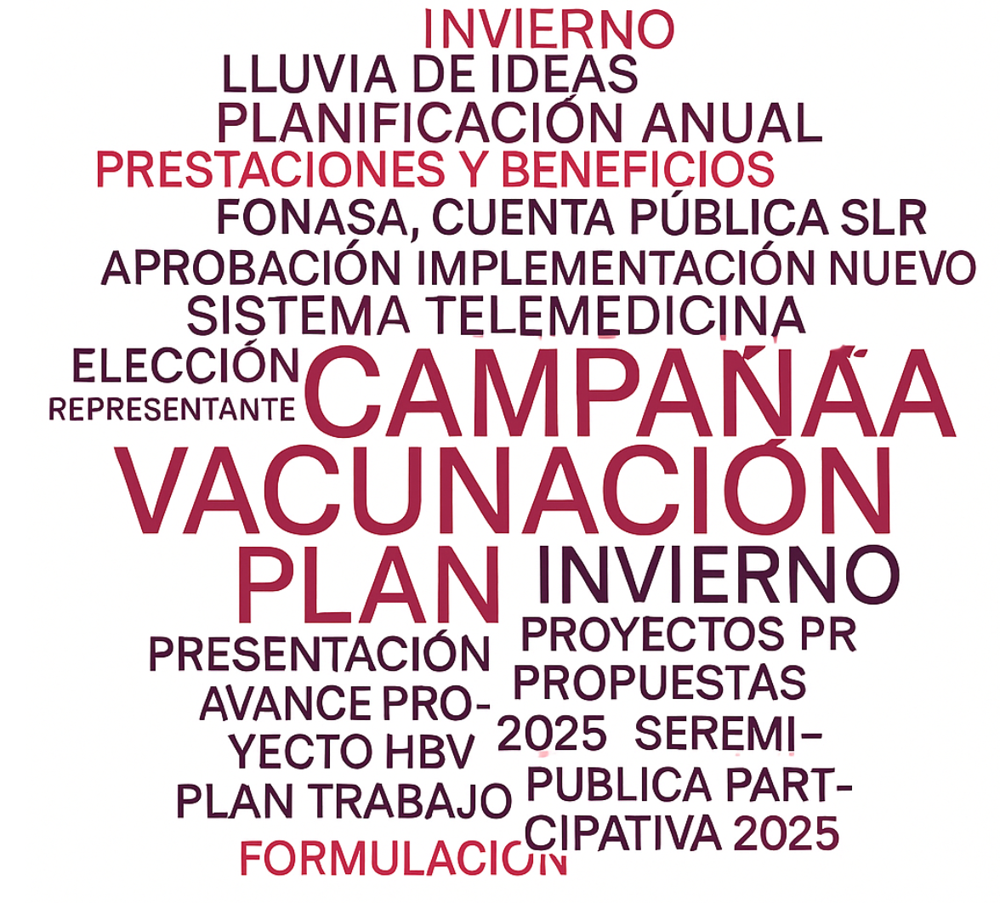 INVIERNO
LLUVIA DE IDEAS
PLANIFICACIÓN ANUAL
PRESTACIONES Y BENEFICIOS
FONASA, CUENTA PÚBLICA SLR
APROBACIÓN IMPLEMENTACIÓN NUEVO
SISTEMA TELEMEDICINA
ELECCIÓN
REPRESENTANTE
CAMPAÑÁA
VACUNACIÓN
PLAN
INVIERNO
PRESENTACIÓN
AVANCE PRO-
YECTO HBV
PLAN TRABAJO
FORMULACIÓN
PROYECTOS PR
PROPUESTAS
2025 SEREMI–
PUBLICA PART-
CIPATIVA 2025